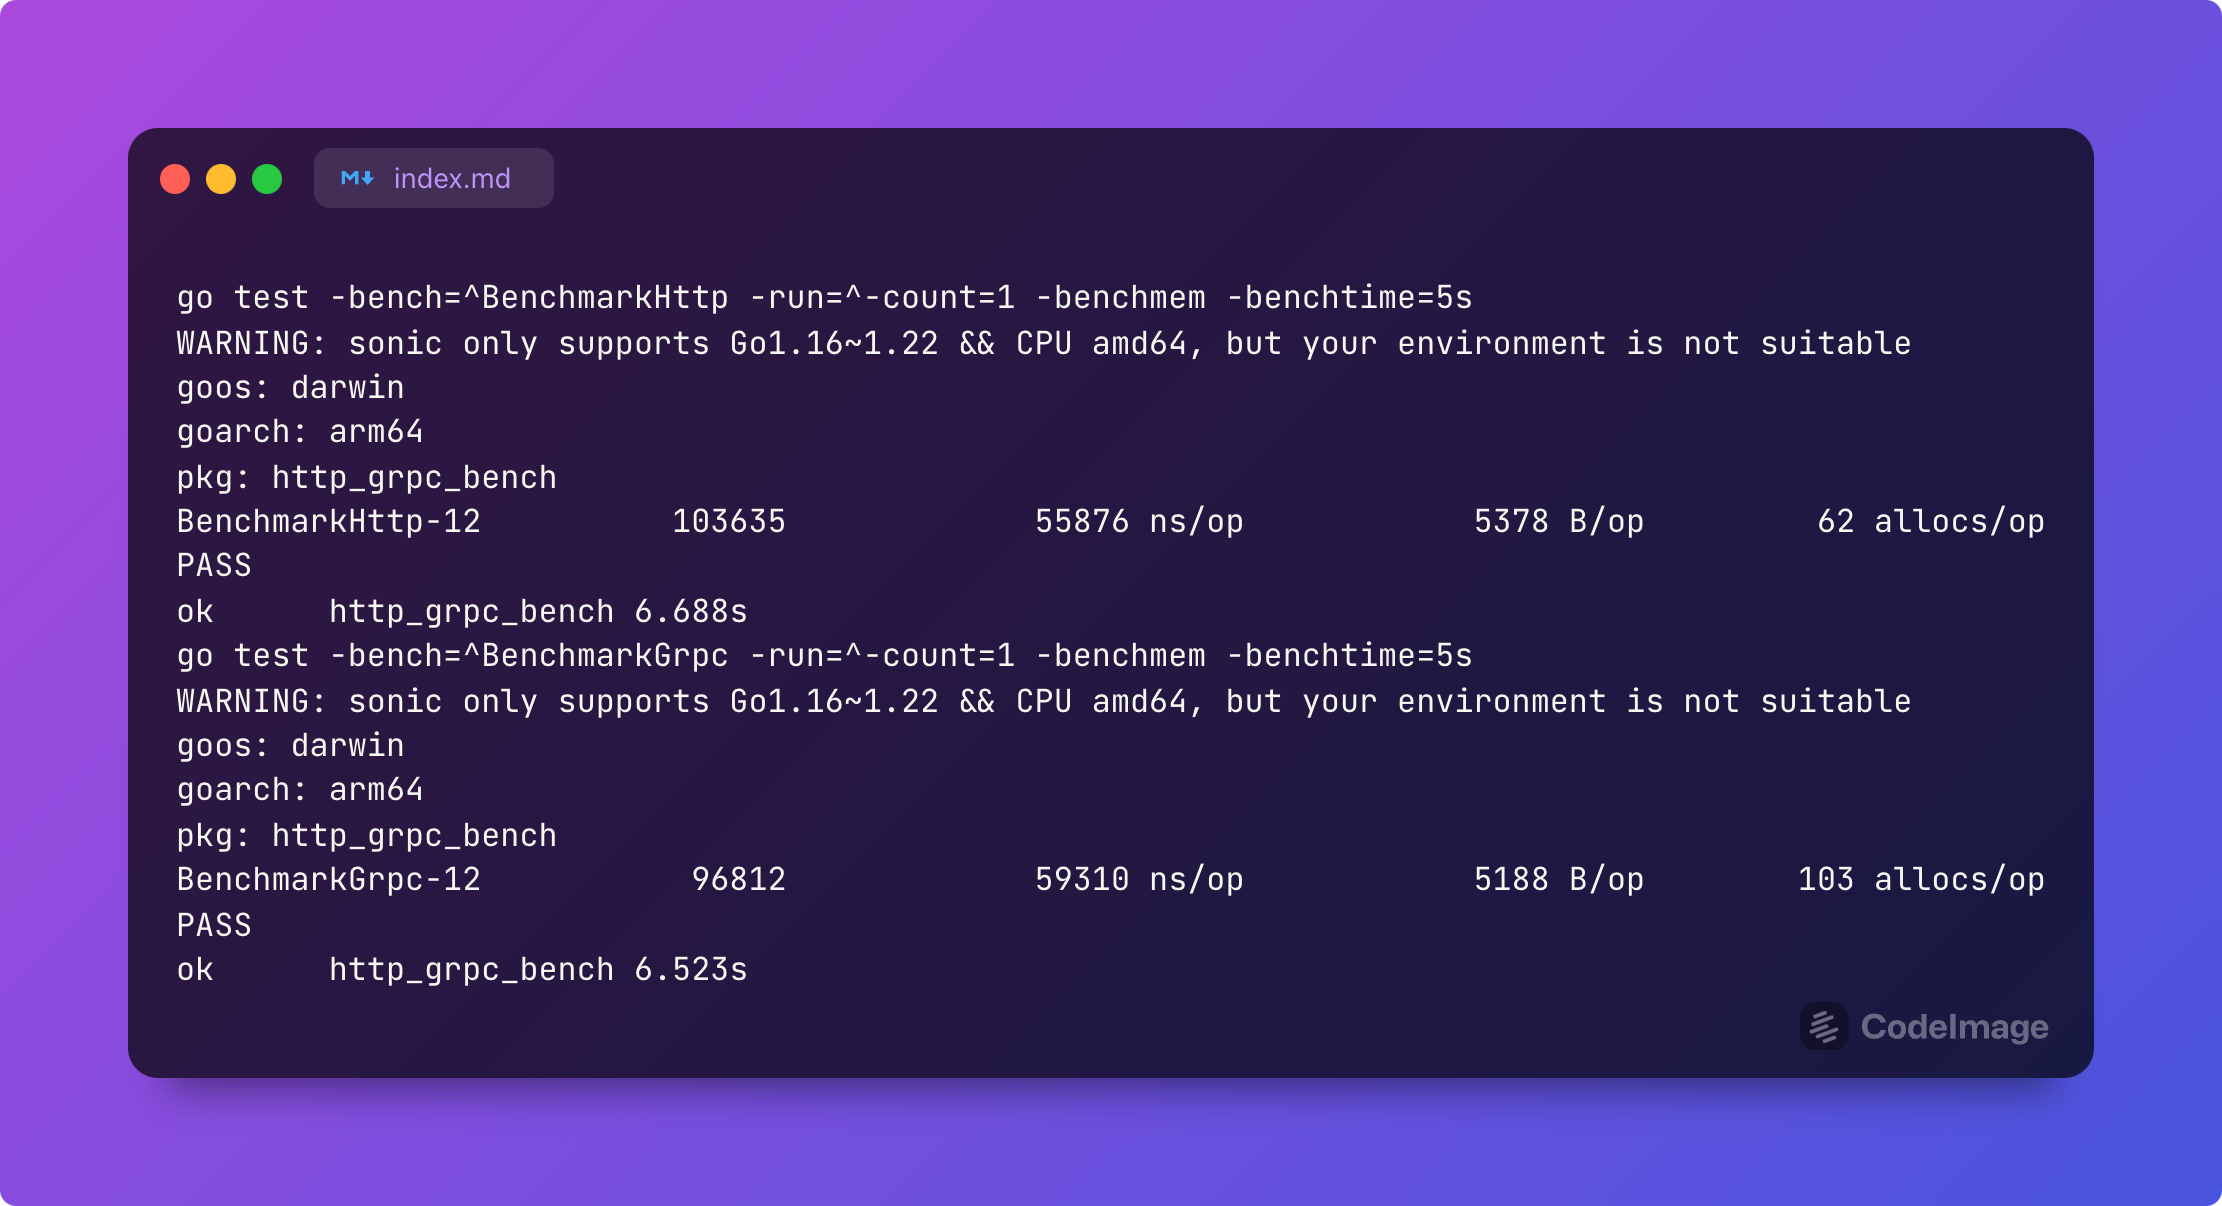 index.md
go test -bench=^BenchmarkHttp -run=^-count=1 -benchmem -benchtime=5s
WARNING: sonic only supports Go1.16~1.22 && CPU amd64, but your environment is not suitable
goos: darwin
goarch: arm64
pkg: http_grpc_bench
BenchmarkHttp-12          103635             55876 ns/op            5378 B/op         62 allocs/op
PASS
ok      http_grpc_bench 6.688s
go test -bench=^BenchmarkGrpc -run=^-count=1 -benchmem -benchtime=5s
WARNING: sonic only supports Go1.16~1.22 && CPU amd64, but your environment is not suitable
goos: darwin
goarch: arm64
pkg: http_grpc_bench
BenchmarkGrpc-12           96812             59310 ns/op            5188 B/op        103 allocs/op
PASS
ok      http_grpc_bench 6.523s
CodeImage